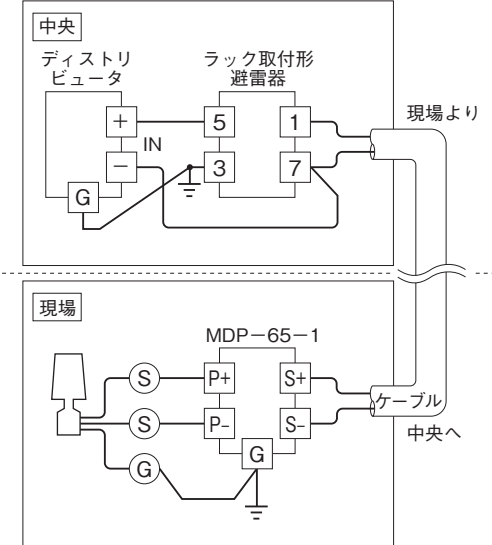 中央
ディストリ
ビュータ
ラック取付形
避雷器
現場より
+
5
1
IN
−
3
7
G
現場
MDP−65−1
S
P+
S+
ケーブル
S
P−
S−
中央へ
G
G